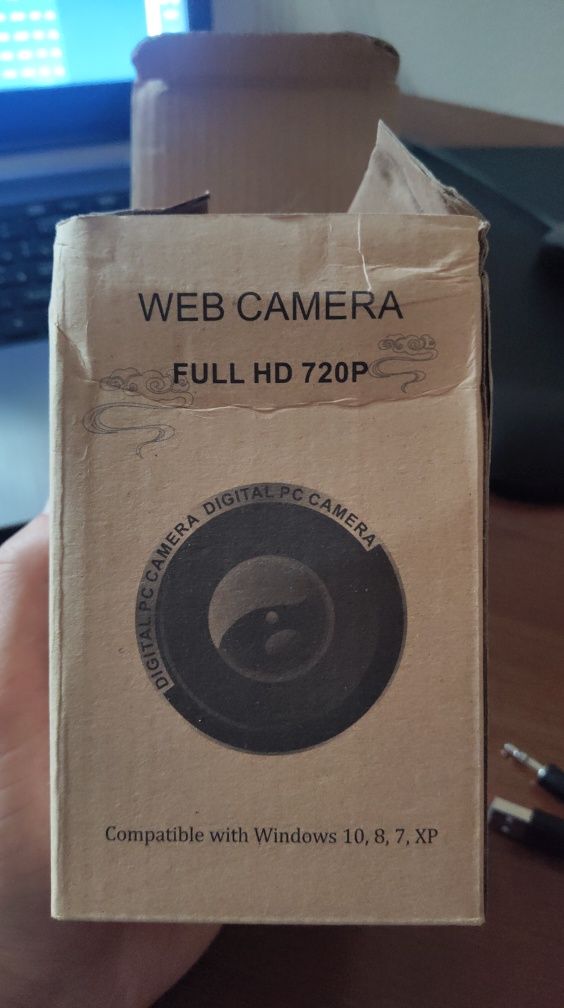 WEB CAMERA
FULL HD 720P
DIGITAL PC CAMERA DIGITAL PC CAMERA
Compatible with Windows 10, 8, 7, XP